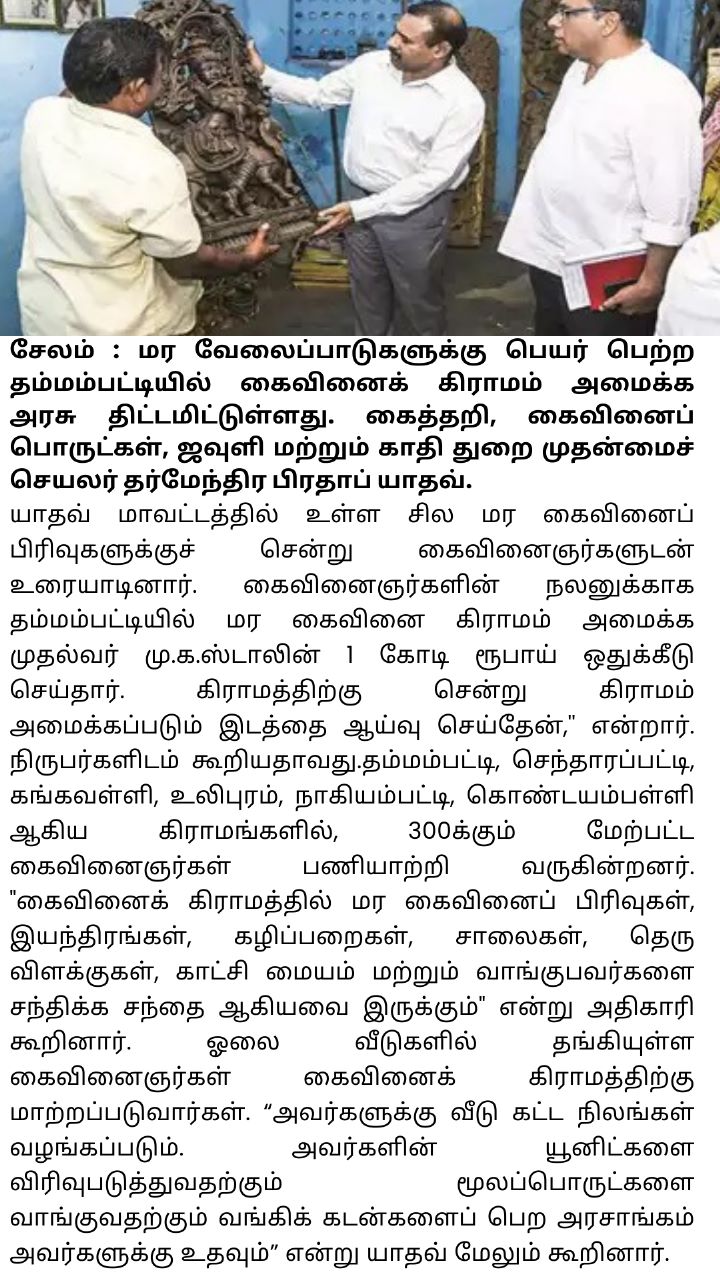 சேலம் : மர வேலைப்பாடுகளுக்கு பெயர் பெற்ற
தம்மம்பட்டியில் கைவினைக் கிராமம் அமைக்க
அரசு திட்டமிட்டுள்ளது. கைத்தறி, கைவினைப்
பொருட்கள், ஜவுளி மற்றும் காதி துறை முதன்மைச்
செயலர் தர்மேந்திர பிரதாப் யாதவ்.
யாதவ் மாவட்டத்தில் உள்ள சில மர கைவினைப்
பிரிவுகளுக்குச் சென்று கைவினைஞர்களுடன்
உரையாடினார். கைவினைஞர்களின் நலனுக்காக
தம்மம்பட்டியில் மர கைவினை கிராமம் அமைக்க
முதல்வர் மு.க.ஸ்டாலின் 1 கோடி ரூபாய் ஒதுக்கீடு
செய்தார். கிராமத்திற்கு சென்று கிராமம்
அமைக்கப்படும் இடத்தை ஆய்வு செய்தேன்," என்றார்.
நிருபர்களிடம் கூறியதாவது.தம்மம்பட்டி, செந்தாரப்பட்டி,
கங்கவள்ளி, உலிபுரம், நாகியம்பட்டி, கொண்டயம்பள்ளி
ஆகிய கிராமங்களில், 300க்கும் மேற்பட்ட
கைவினைஞர்கள் பணியாற்றி வருகின்றனர்.
"கைவினைக் கிராமத்தில் மர கைவினைப் பிரிவுகள்,
இயந்திரங்கள், கழிப்பறைகள், சாலைகள், தெரு
விளக்குகள், காட்சி மையம் மற்றும் வாங்குபவர்களை
சந்திக்க சந்தை ஆகியவை இருக்கும்" என்று அதிகாரி
கூறினார். ஓலை வீடுகளில் தங்கியுள்ள
கைவினைஞர்கள் கைவினைக் கிராமத்திற்கு
மாற்றப்படுவார்கள். “அவர்களுக்கு வீடு கட்ட நிலங்கள்
வழங்கப்படும். அவர்களின் யூனிட்களை
விரிவுபடுத்துவதற்கும் மூலப்பொருட்களை
வாங்குவதற்கும் வங்கிக் கடன்களைப் பெற அரசாங்கம்
அவர்களுக்கு உதவும்” என்று யாதவ் மேலும் கூறினார்.